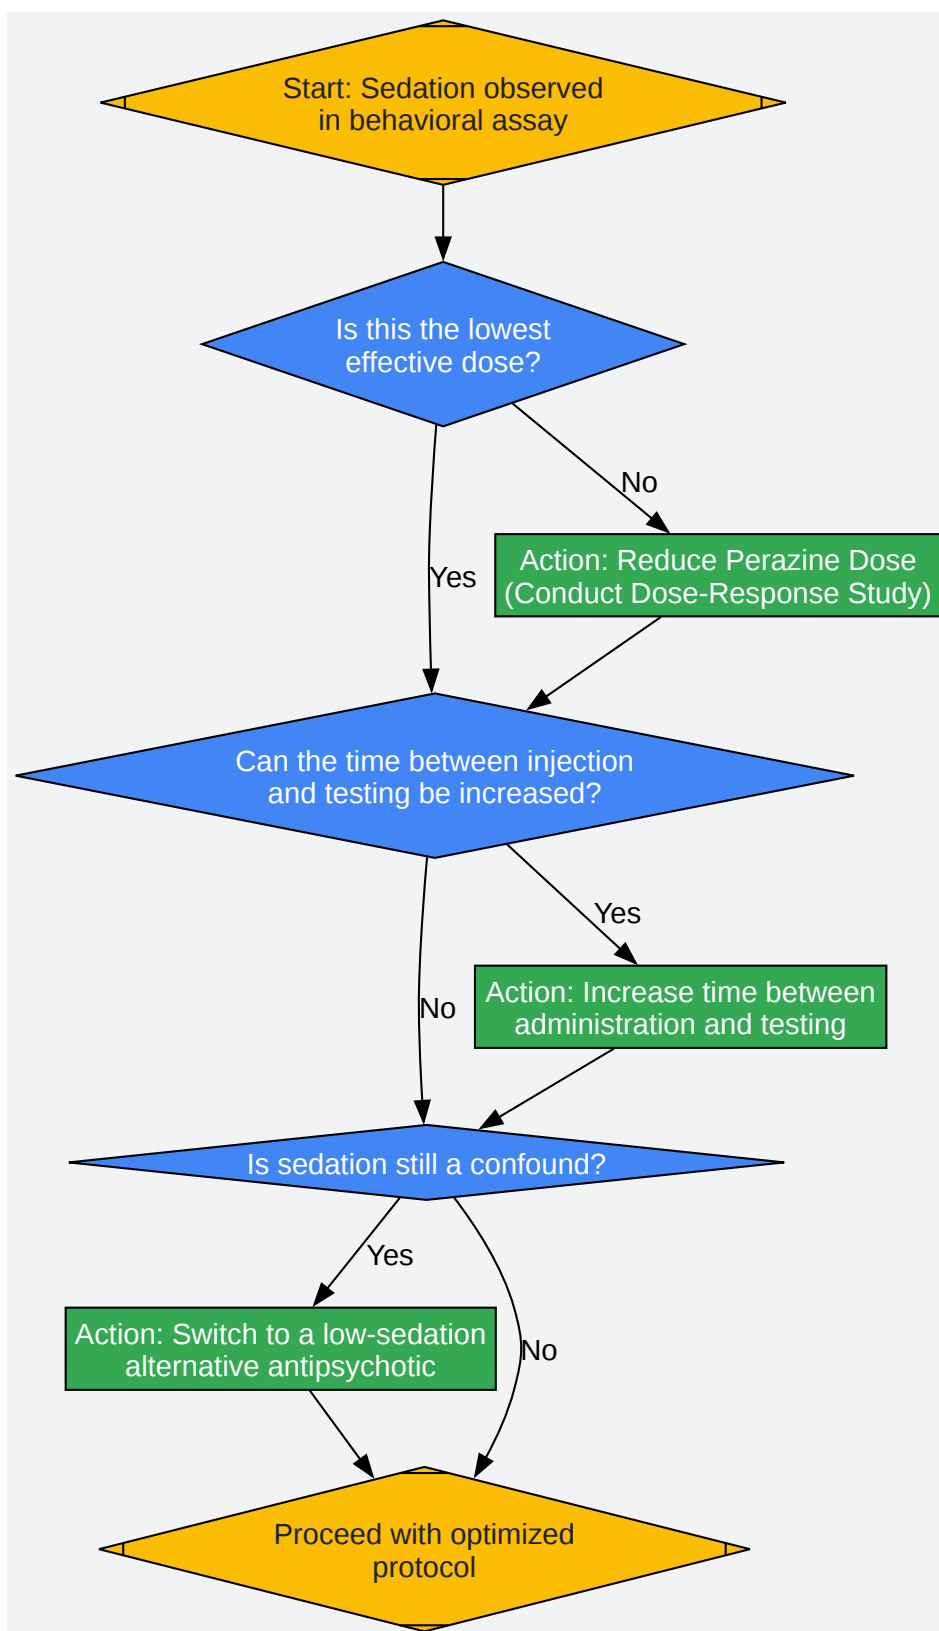 Start: Sedation observed
in behavioral assay
Is this the lowest
effective dose?
No
Action: Reduce Perazine Dose
(Conduct Dose-Response Study)
Yes
Can the time between injection
and testing be increased?
Yes
Action: Increase time between
administration and testing
No
Is sedation still a confound?
Yes
Action: Switch to a low-sedation
alternative antipsychotic
No
Proceed with optimized
protocol